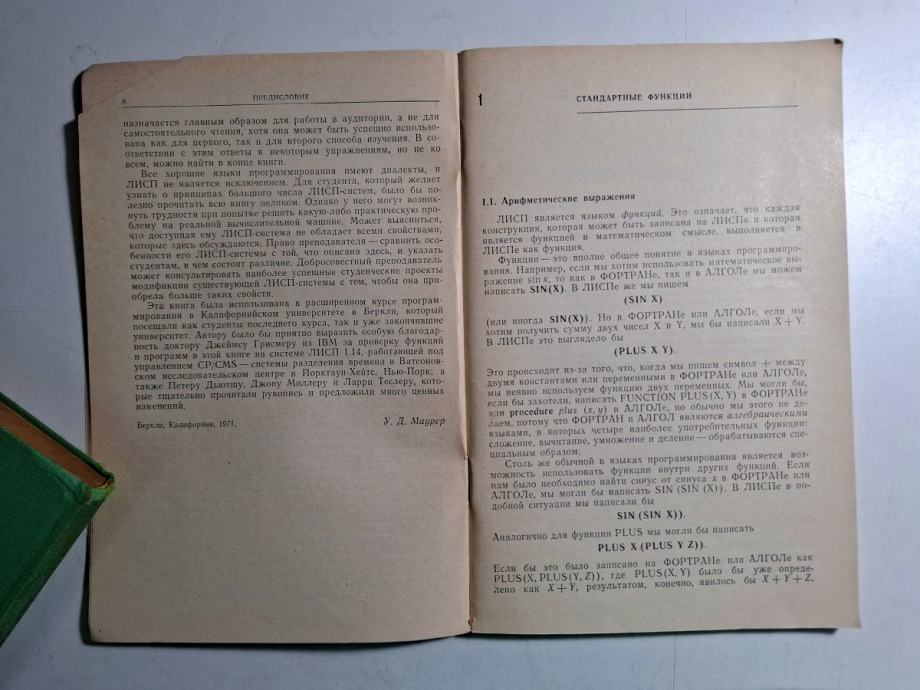 8
ПРЕДИСЛОВИЕ
назначается главным образом для работы в аудитории, а не для
самостоятельного чтения, хотя она может быть успешно использо-
вана как для первого, так и для второго способа изучения. В со-
ответствии с этим ответы к некоторым упражнениям, но не ко
всем, можно найти в конце книги.
Все хорошие языки программирования имеют диалекты, и
ЛИСП не является исключением. Для студента, который желает
узнать о принципах большого числа ЛИСП-систем, было бы по-
лезно прочитать всю книгу целиком. Однако у него могут возник-
нуть трудности при попытке решить какую-либо практическую про-
блему на реальной вычислительной машине. Может выясниться,
что доступная ему ЛИСП-система не обладает всеми свойствами,
которые здесь обсуждаются. Право преподавателя — сравнить осо-
бенности его ЛИСП-системы с той, что описана здесь, и указать
студентам, в чем состоит различие. Добросовестный преподаватель
может консультировать наиболее успешные студенческие проекты
модификации существующей ЛИСП-системы с тем, чтобы она при-
обрела больше таких свойств.
Эта книга была использована в расширенном курсе програм-
мирования в Калифорнийском университете в Беркли, который
посещали как студенты последнего курса, так и уже закончившие
университет. Автору было бы приятно выразить особую благодар-
ность доктору Джеймсу Грисмеру из IBM за проверку функций
и программ в этой книге на системе ЛИСП 1.14, работающей под
управлением CP/CMS — системы разделения времени в Ватсонов-
ском исследовательском центре в Йорктаун-Хейтс, Нью-Йорк; а
также Петеру Дьютшу, Джону Миллеру и Ларри Теслеру, кото-
рые тщательно прочитали рукопись и предложили много ценных
изменений.
Беркли, Калифорния, 1971.
У. Д. Маурер
1
СТАНДАРТНЫЕ ФУНКЦИИ
1.1. Арифметические выражения
ЛИСП является языком функций. Это означает, что каждая
конструкция, которая может быть записана на ЛИСПе и которая
является функцией в математическом смысле, выполняется в
ЛИСПе как функция.
Функции — это вполне общее понятие в языках программиро-
вания. Например, если мы хотим использовать математическое вы-
ражение sin x, то как в ФОРТРАНе, так и в АЛГОЛе мы можем
написать SIN(X). В ЛИСПе же мы пишем
(SIN X)
(или иногда SIN(X)). Но в ФОРТРАНе или АЛГОЛе, если мы
хотим получить сумму двух чисел X и Y, мы бы написали X+Y.
В ЛИСПе это выглядело бы
(PLUS X Y).
Это происходит из-за того, что, когда мы пишем символ + между
двумя константами или переменными в ФОРТРАНе или АЛГОЛе,
мы неявно используем функцию двух переменных. Мы могли бы,
если бы захотели, написать FUNCTION PLUS(X, Y) в ФОРТРАНе
или procedure plus (x, y) в АЛГОЛе, но обычно мы этого не де-
лаем, потому что ФОРТРАН и АЛГОЛ являются алгебраическими
языками, в которых четыре наиболее употребительные функции:
сложение, вычитание, умножение и деление — обрабатываются спе-
циальным образом.
Столь же обычной в языках программирования является воз-
можность использовать функции внутри других функций. Если
нам было необходимо найти синус от синуса x в ФОРТРАНе или
АЛГОЛе, мы могли бы написать SIN (SIN (X)). В ЛИСПе в по-
добной ситуации мы написали бы
SIN (SIN X)).
Аналогично для функции PLUS мы могли бы написать
PLUS X (PLUS Y Z)).
Если бы это было записано на ФОРТРАНе или АЛГОЛе как
PLUS(X, PLUS(Y, Z)), где PLUS(X, Y) было бы уже опреде-
лено как X+Y, результатом, конечно, явилось бы X+Y+Z,